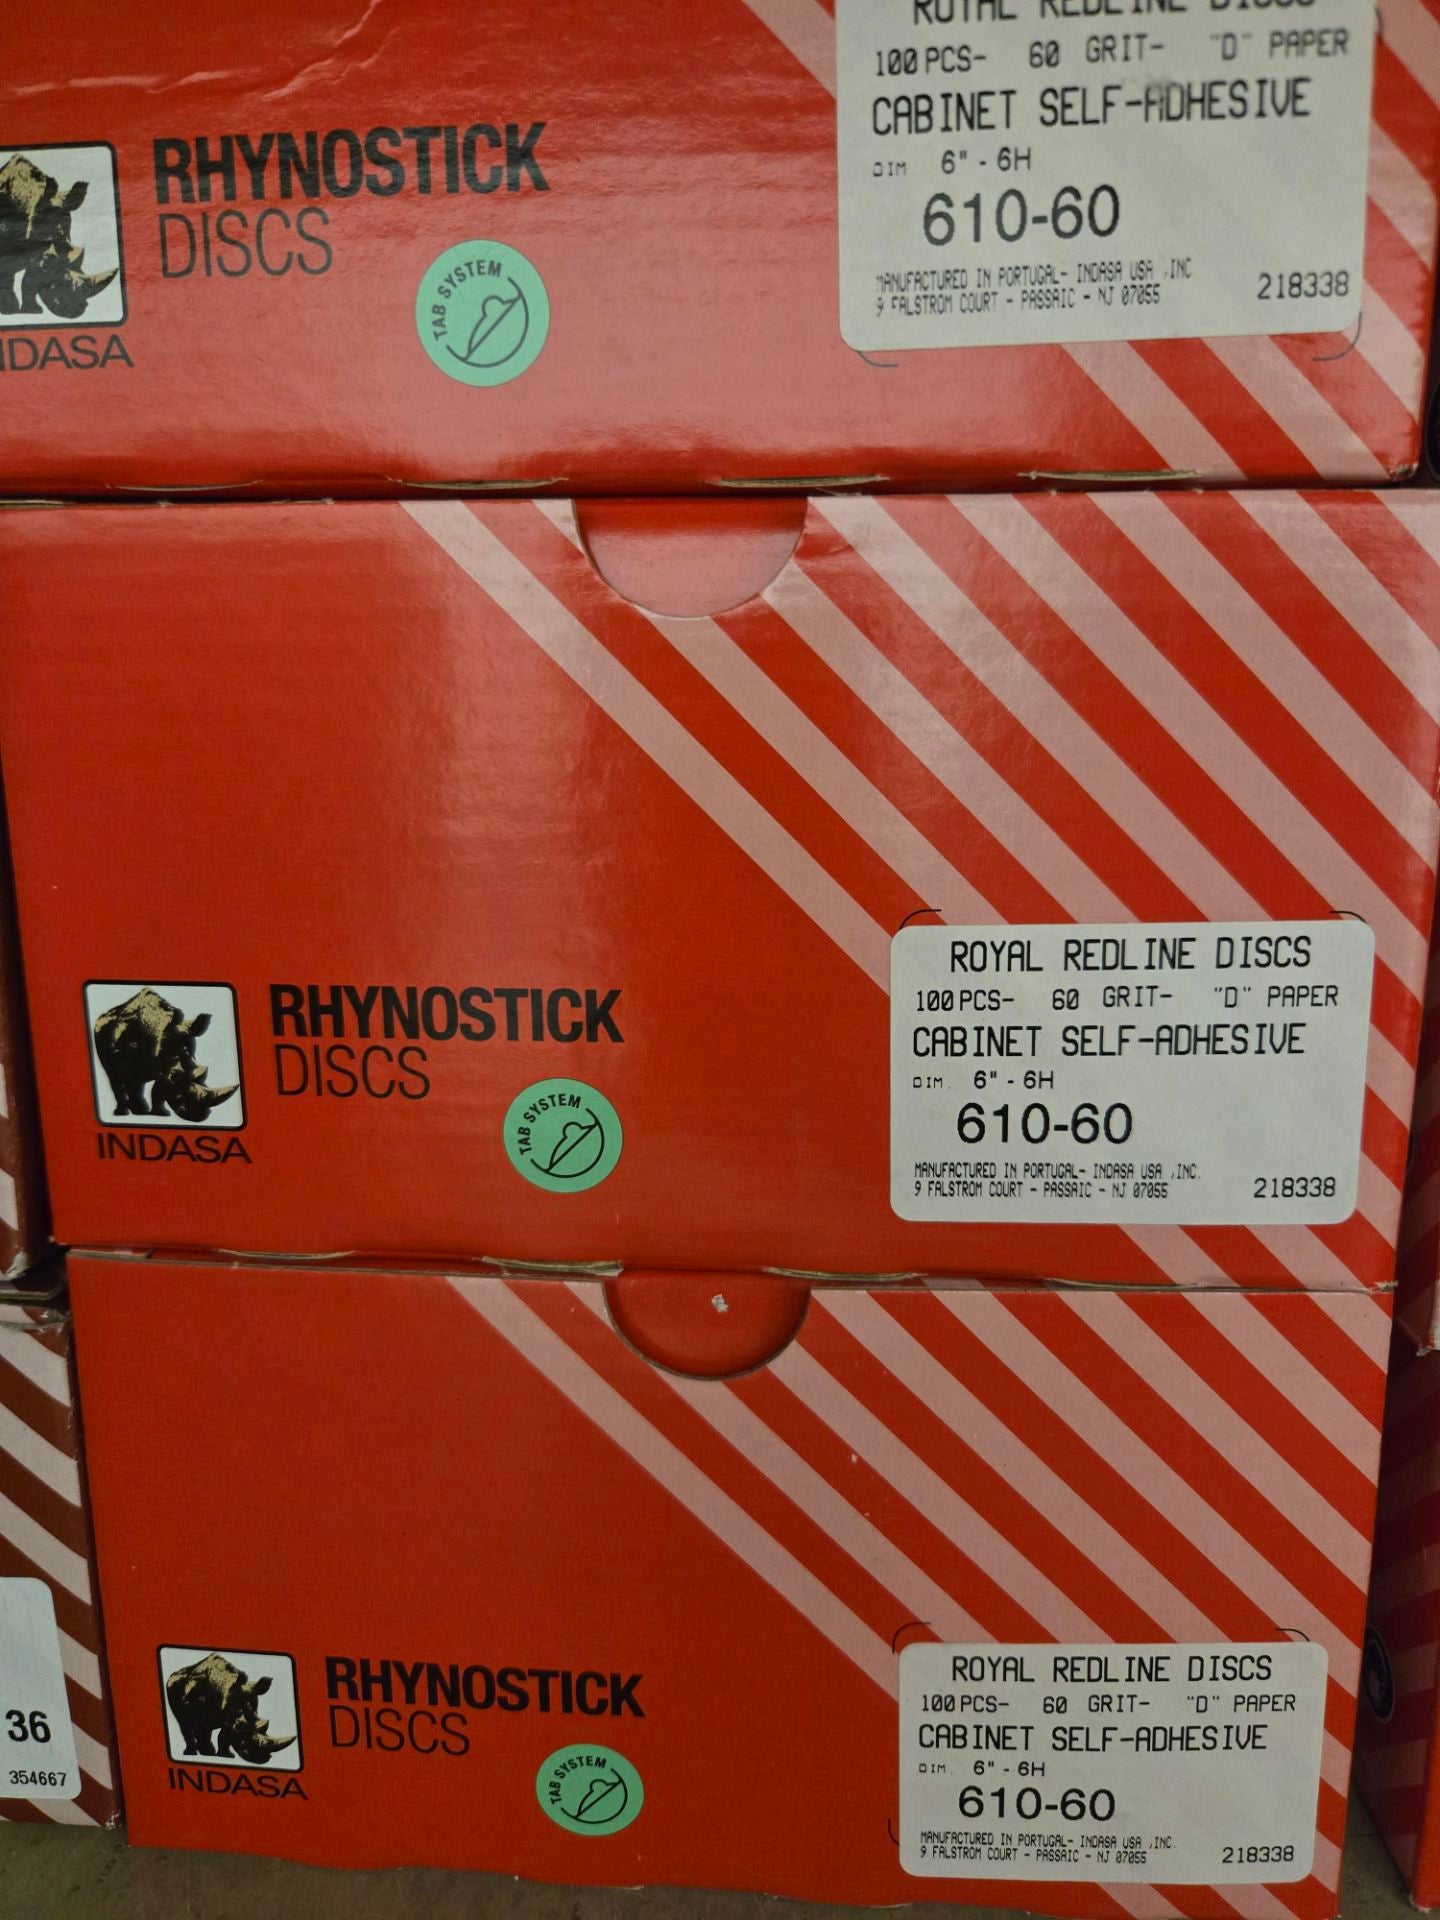 ROYAL REDLINE DISCS
100 PCS- 60 GRIT- "D" PAPER
CABINET SELF-ADHESIVE
DIM 6" - 6H
610-60
MANUFACTURED IN PORTUGAL- INDASA USA ,INC
9 FALSTROM COURT - PASSAIC - NJ 07055
218338
RHYNOSTICK
DISCS
TAB SYSTEM
INDASA
ROYAL REDLINE DISCS
100 PCS- 60 GRIT- "D" PAPER
CABINET SELF-ADHESIVE
DIM. 6" - 6H
610-60
MANUFACTURED IN PORTUGAL- INDASA USA ,INC.
9 FALSTROM COURT - PASSAIC - NJ 07055
218338
RHYNOSTICK
DISCS
TAB SYSTEM
INDASA
ROYAL REDLINE DISCS
100 PCS- 60 GRIT- "D" PAPER
CABINET SELF-ADHESIVE
DIM. 6" - 6H
610-60
MANUFACTURED IN PORTUGAL- INDASA USA ,INC.
9 FALSTROM COURT - PASSAIC - NJ 07055
218338
RHYNOSTICK
DISCS
TAB SYSTEM
INDASA
36
354667